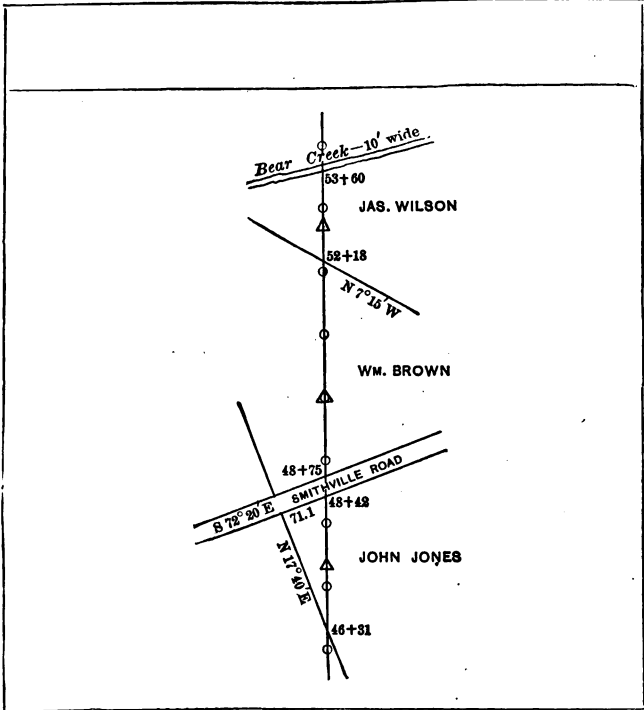 Bear Creek—10' wide
53+60
JAS. WILSON
52+18
N 7°15'W
WM. BROWN
48+75
SMITHVILLE ROAD
S 72°20'E
71.1
48+42
N 17°40'E
JOHN JONES
46+31